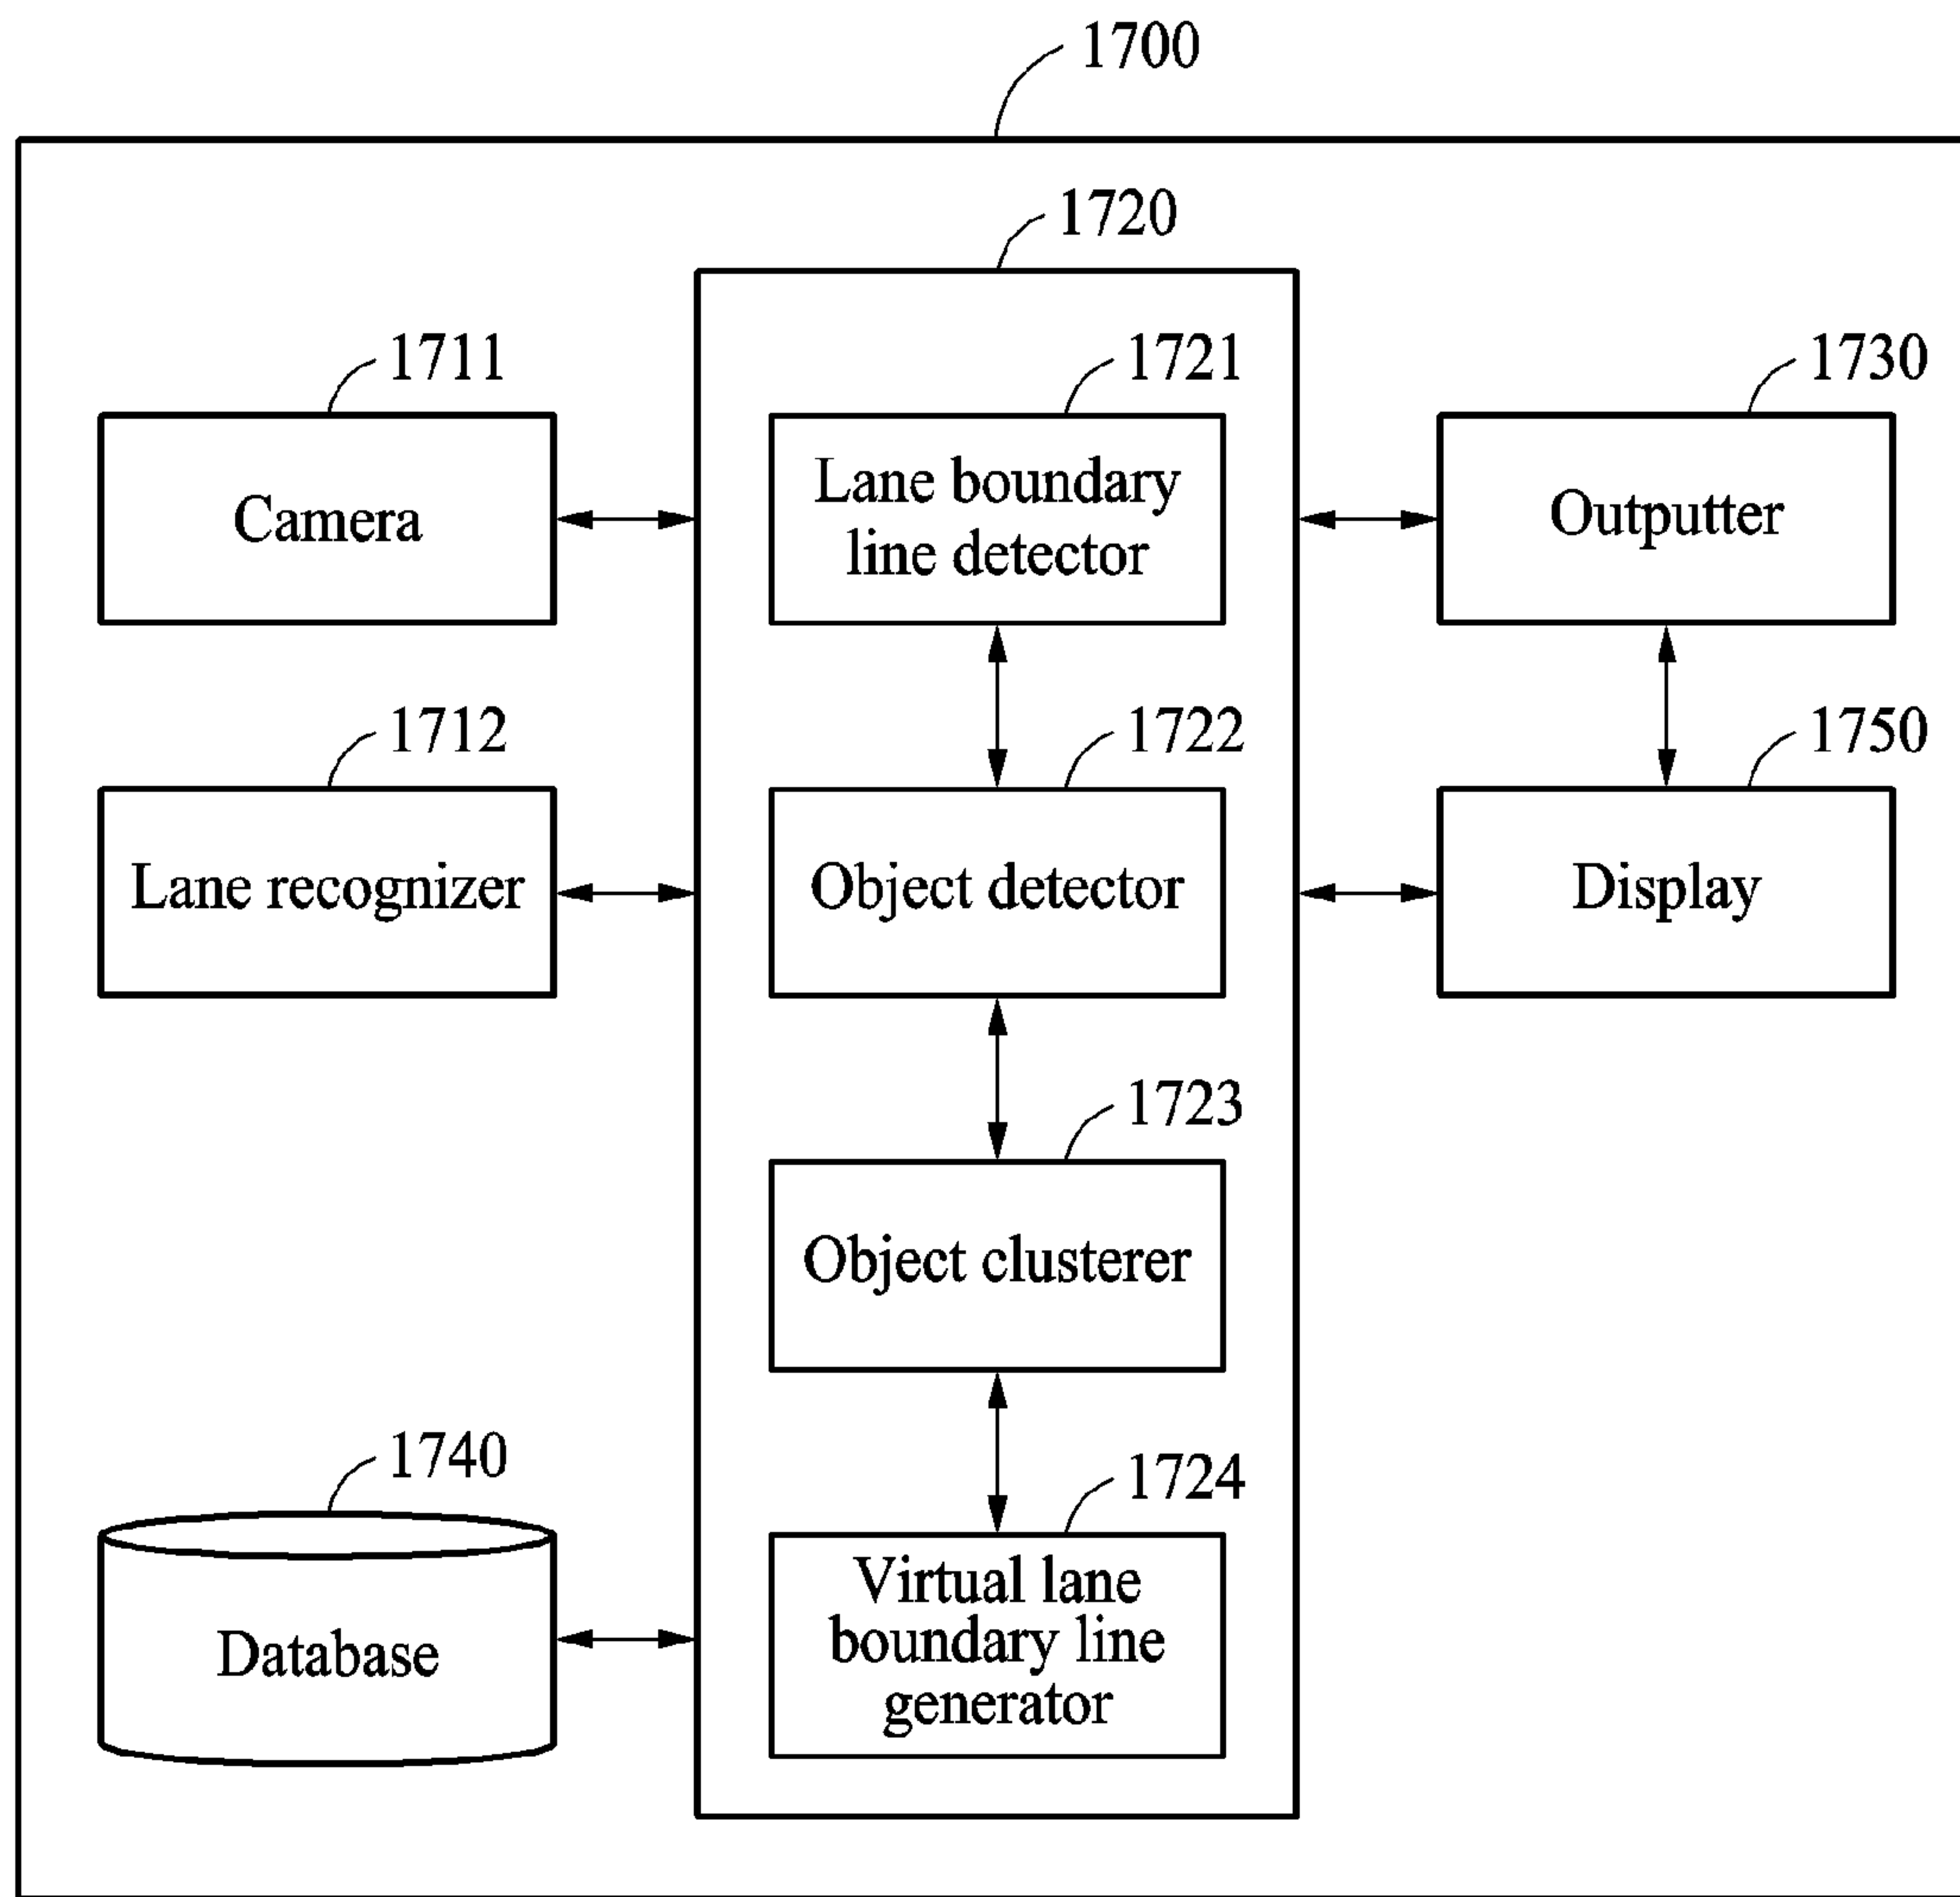 1700
1720
1711
1721
1730
Camera
Lane boundary
line detector
Outputter
1712
1722
1750
Lane recognizer
Object detector
Display
1723
Object clusterer
1740
1724
Database
Virtual lane
boundary line
generator